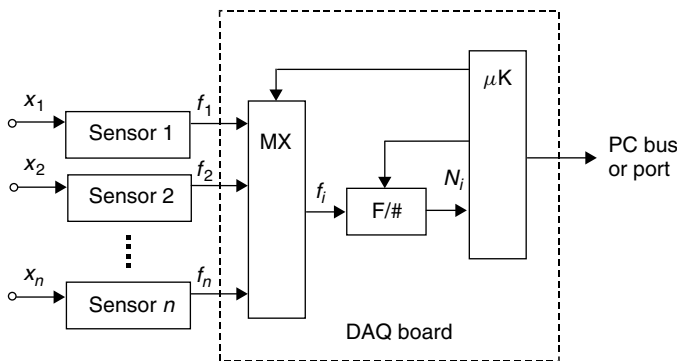 x1
Sensor 1
f1
x2
Sensor 2
f2
xn
Sensor n
fn
MX
fi
F/#
Ni
μK
DAQ board
PC bus
or port